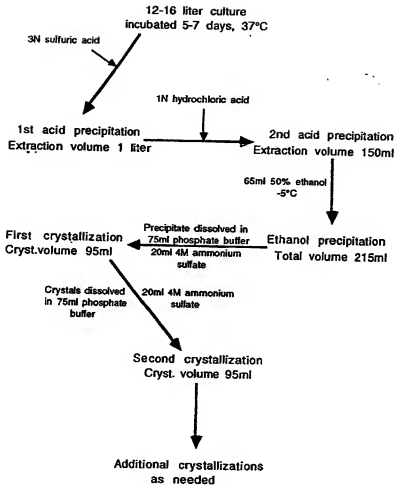 12-16 liter culture
incubated 5-7 days, 37°C
3N sulfuric acid
1N hydrochloric acid
1st acid precipitation
Extraction volume 1 liter
2nd acid precipitation
Extraction volume 150ml
65ml 50% ethanol
-5°C
Precipitate dissolved in
75ml phosphate buffer
20ml 4M ammonium
sulfate
First crystallization
Cryst.volume 95ml
Ethanol precipitation
Total volume 215ml
Crystals dissolved
in 75ml phosphate
buffer
20ml 4M ammonium
sulfate
Second crystallization
Cryst. volume 95ml
Additional crystallizations
as needed